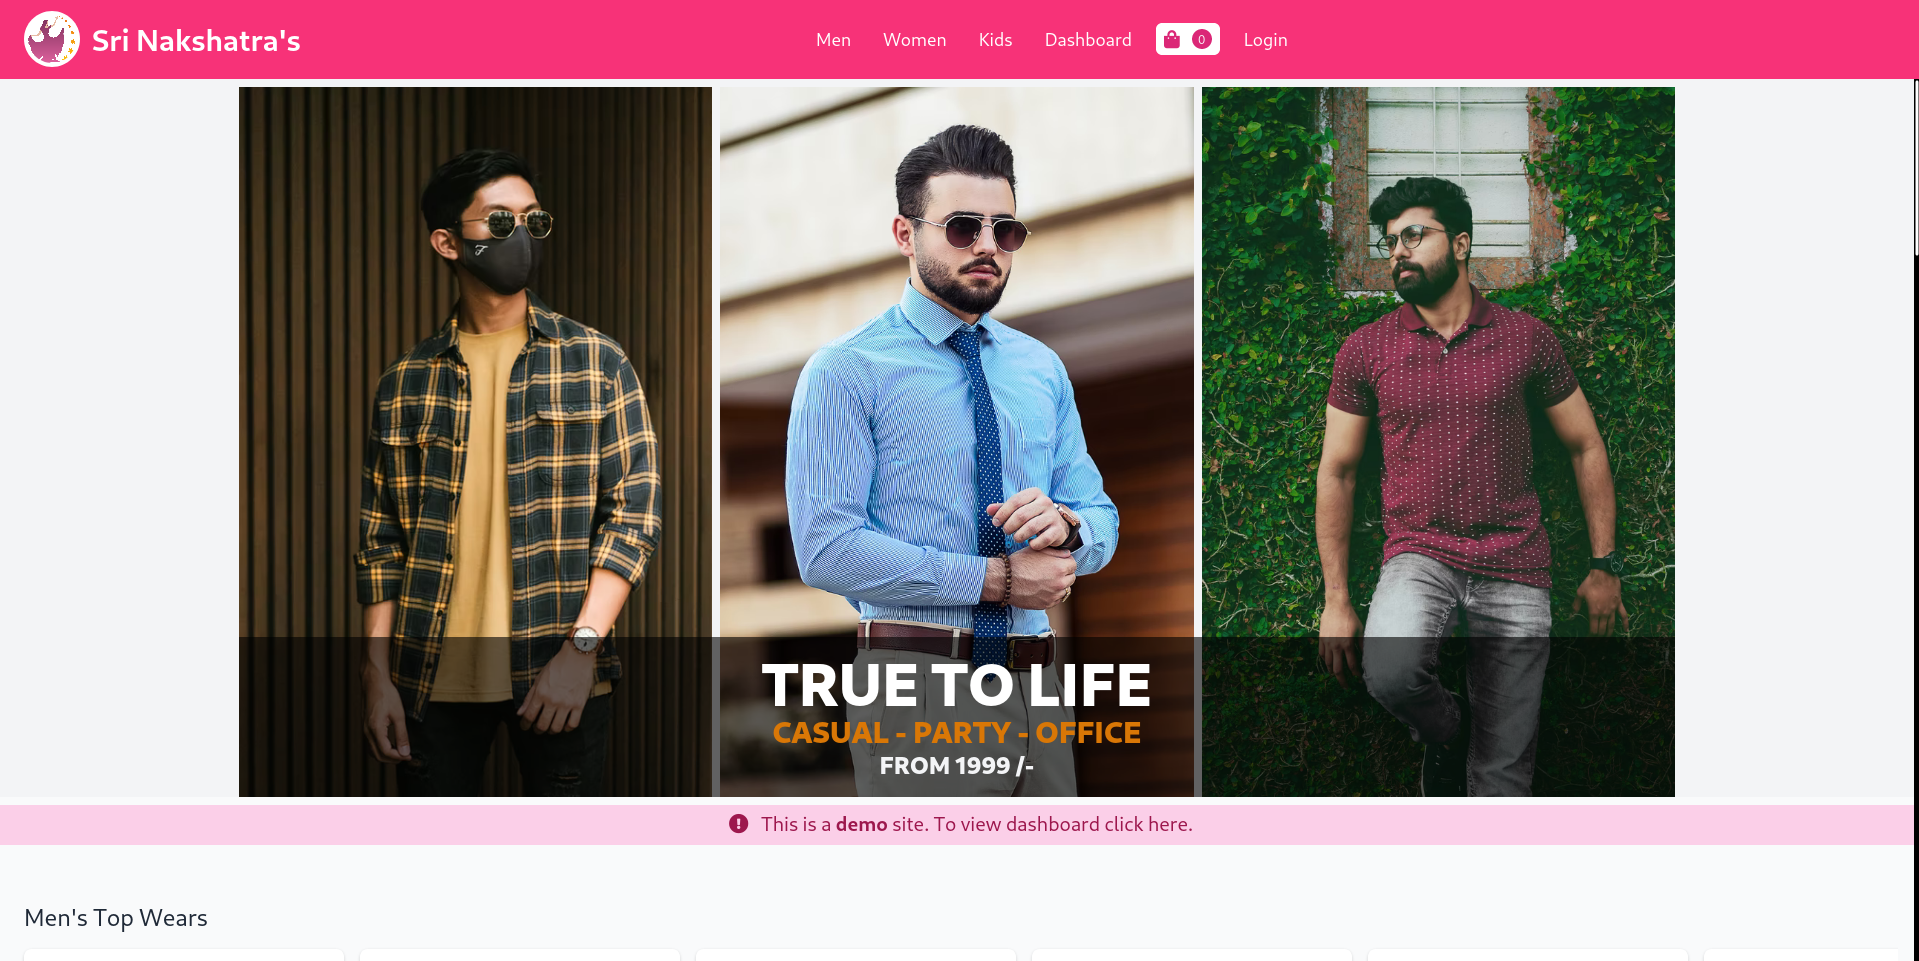 Sri Nakshatra's
Men Women Kids Dashboard 0 Login
TRUE TO LIFE
CASUAL - PARTY - OFFICE
FROM 1999 /-
This is a demo site. To view dashboard click here.
Men's Top Wears